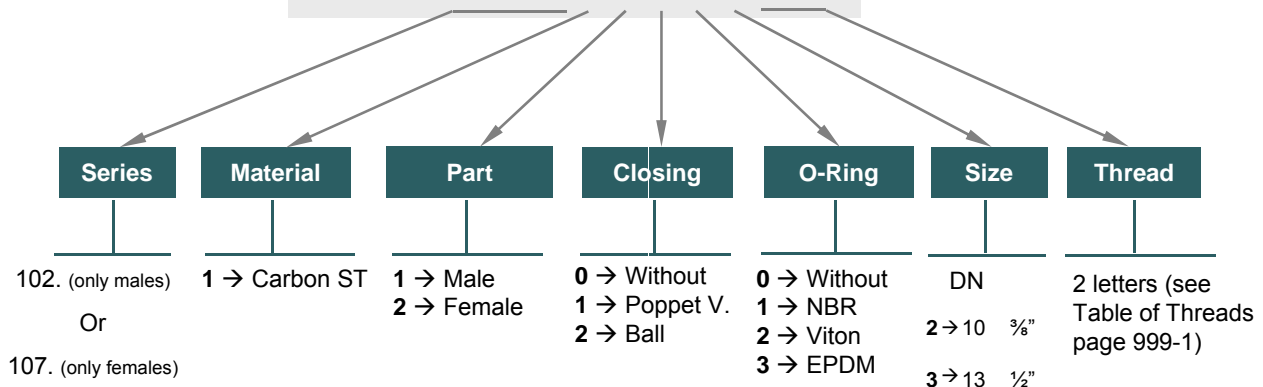 Series
Material
Part
Closing
O-Ring
Size
Thread
102. (only males)
Or
107. (only females)
1 → Carbon ST
1 → Male
2 → Female
0 → Without
1 → Poppet V.
2 → Ball
0 → Without
1 → NBR
2 → Viton
3 → EPDM
DN
2 → 10 ⅜"
3 → 13 ½"
2 letters (see
Table of Threads
page 999-1)